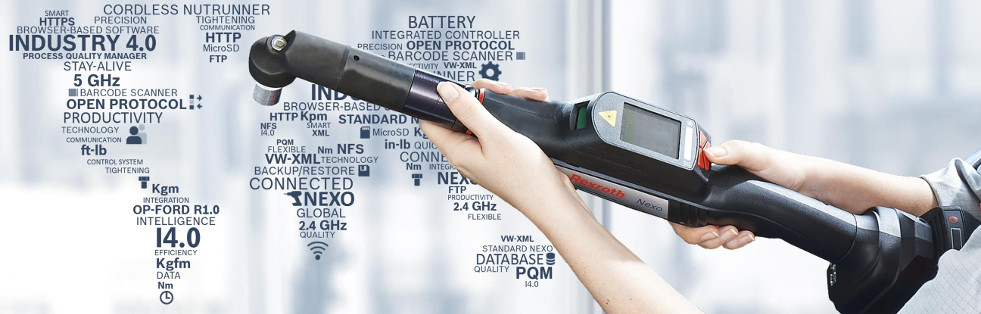 CORDLESS NUTRUNNER
SMART
HTTPS PRECISION
BROWSER-BASED SOFTWARE
INDUSTRY 4.0
PROCESS QUALITY MANAGER
STAY-ALIVE
5 GHz
BARCODE SCANNER
OPEN PROTOCOL
PRODUCTIVITY
TECHNOLOGY
COMMUNICATION
ft-lb
CONTROL SYSTEM
TIGHTENING
Kgm
INTEGRATION
OP-FORD R1.0
INTELLIGENCE
I4.0
EFFICIENCY
Kgfm
DATA
Nm
TIGHTENING
COMMUNICATION
HTTP
MicroSD
FTP
BATTERY
INTEGRATED CONTROLLER
PRECISION OPEN PROTOCOL
BARCODE SCANNER
VW-XML
BROWSER-BASED
HTTP Kpm STANDARD
NFS SMART
I4.0 XML MicroSD
PQM in-lb
FLEXIBLE Nm NFS
VW-XML TECHNOLOGY
BACKUP/RESTORE Nm
CONNECTED
NEXO
FTP
GLOBAL PRODUCTIVITY
2.4 GHz 2.4 GHz
QUALITY FLEXIBLE
VW-XML
STANDARD NEXO
DATABASE
QUALITY PQM
I4.0
Rexroth Nexo